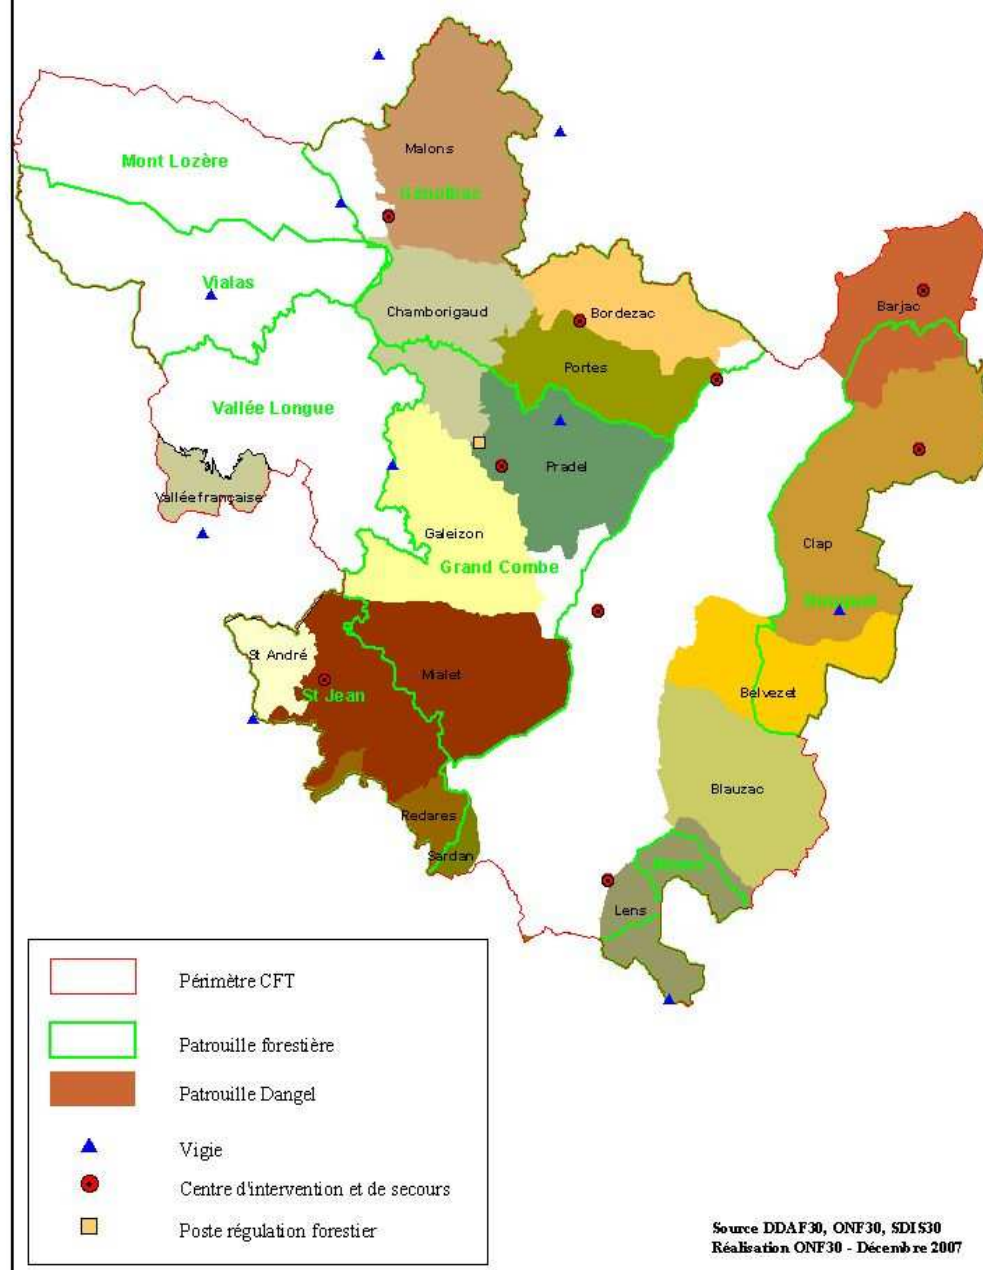 Malons
Mont Lozère
Génolhac
Vialas
Barjac
Chamborigaud
Bordezac
Portes
Vallée Longue
Pradel
Vallée française
Galeizon
Clap
Grand Combe
St André
Mialet
St Jean
Belvezet
Blauzac
Redares
Sardan
Lens
Périmètre CFT
Patrouille forestière
Patrouille Dangel
Vigie
Centre d'intervention et de secours
Poste régulation forestier
Source DDAF30, ONF30, SDIS30
Réalisation ONF30 - Décembre 2007